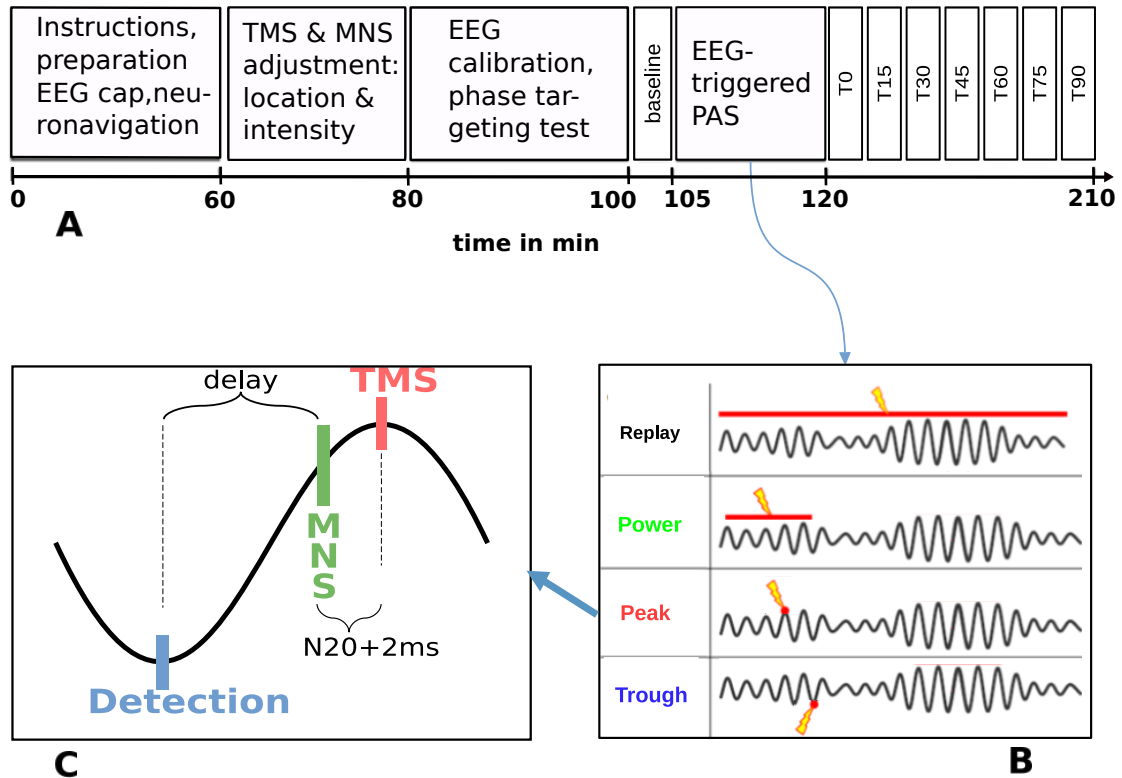 Instructions,
preparation
EEG cap,neu-
ronavigation
TMS & MNS
adjustment:
location &
intensity
EEG
calibration,
phase tar-
geting test
baseline
EEG-
triggered
PAS
T0
T15
T30
T45
T60
T75
T90
0
60
80
100
105
120
210
A
time in min
delay
TMS
MNS
N20+2ms
Detection
C
Replay
Power
Peak
Trough
B